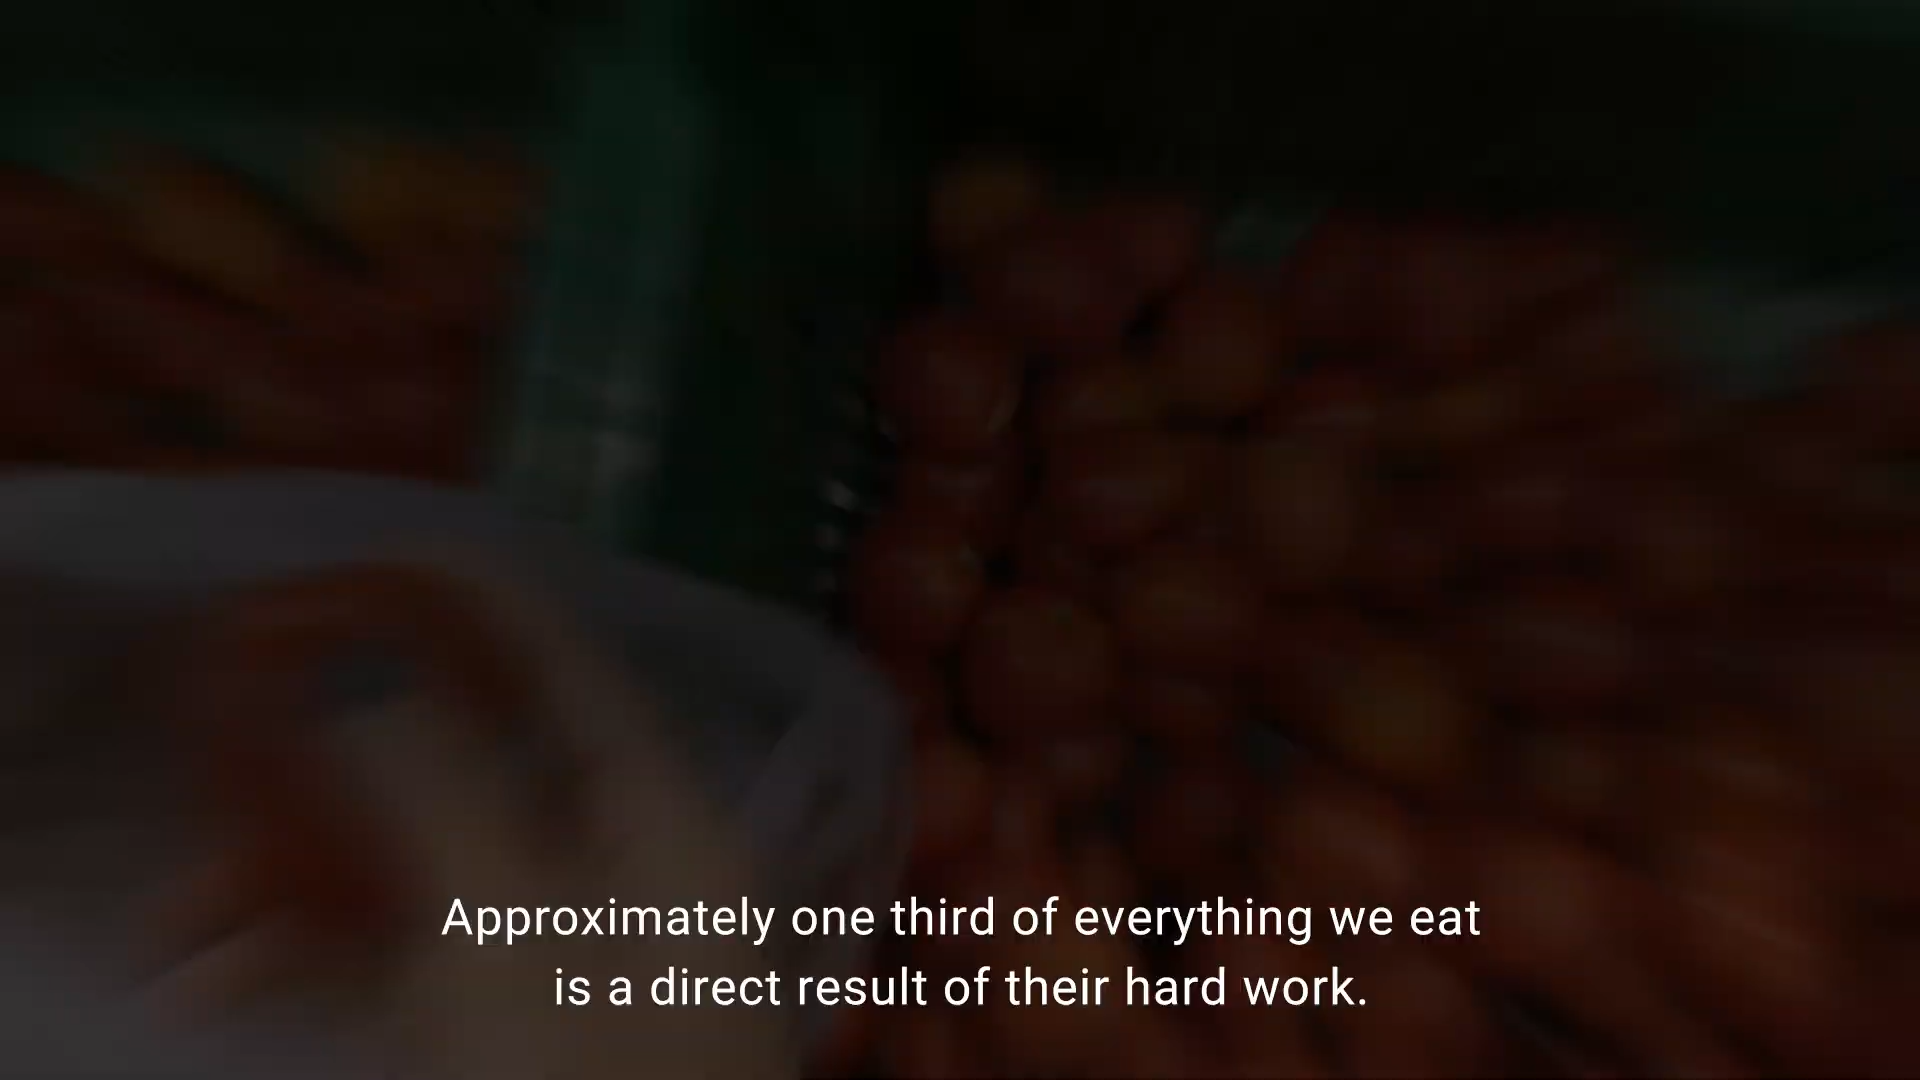 Approximately one third of everything we eat
is a direct result of their hard work.